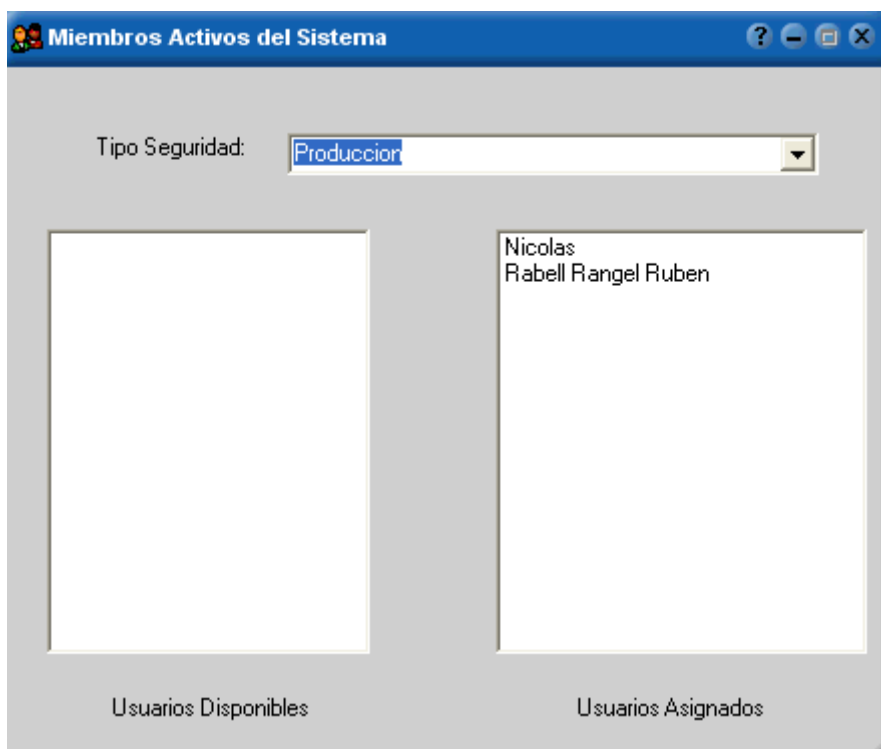 Miembros Activos del Sistema
Tipo Seguridad:
Produccion
Nicolas
Rabell Rangel Ruben
Usuarios Disponibles
Usuarios Asignados